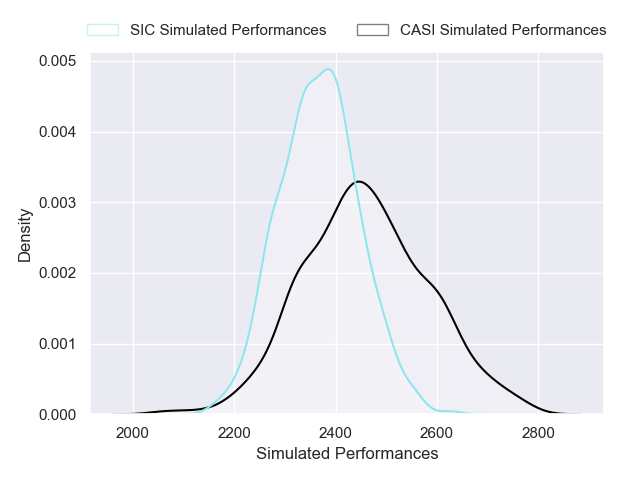 SIC Simulated Performances CASI Simulated Performances
0.005
0.004
0.003
0.002
0.001
0.000
Density
2000 2200 2400 2600 2800
Simulated Performances